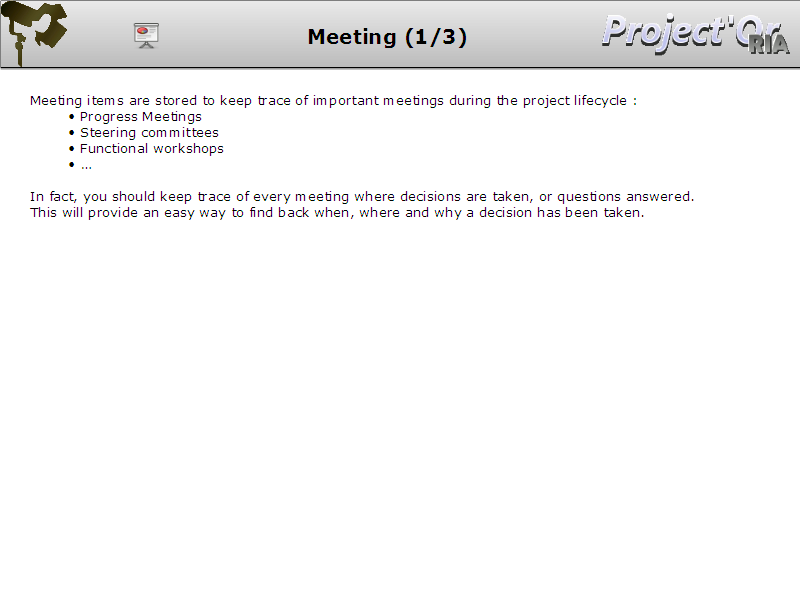 Meeting (1/3)
Project'Or
RIA
Meeting items are stored to keep trace of important meetings during the project lifecycle :
• Progress Meetings
• Steering committees
• Functional workshops
• ...
In fact, you should keep trace of every meeting where decisions are taken, or questions answered.
This will provide an easy way to find back when, where and why a decision has been taken.